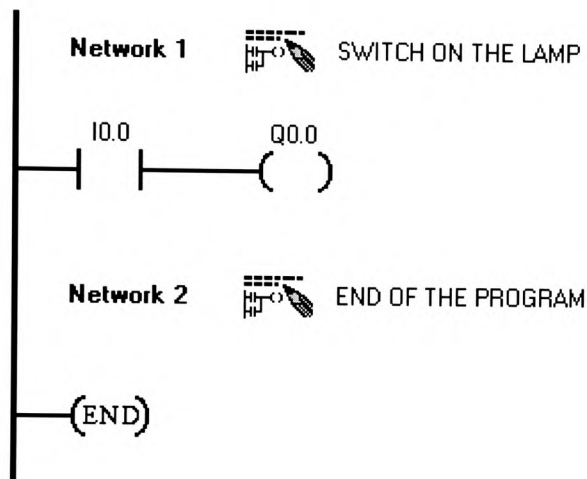 Network 1 SWITCH ON THE LAMP
I0.0 Q0.0
Network 2 END OF THE PROGRAM
(END)